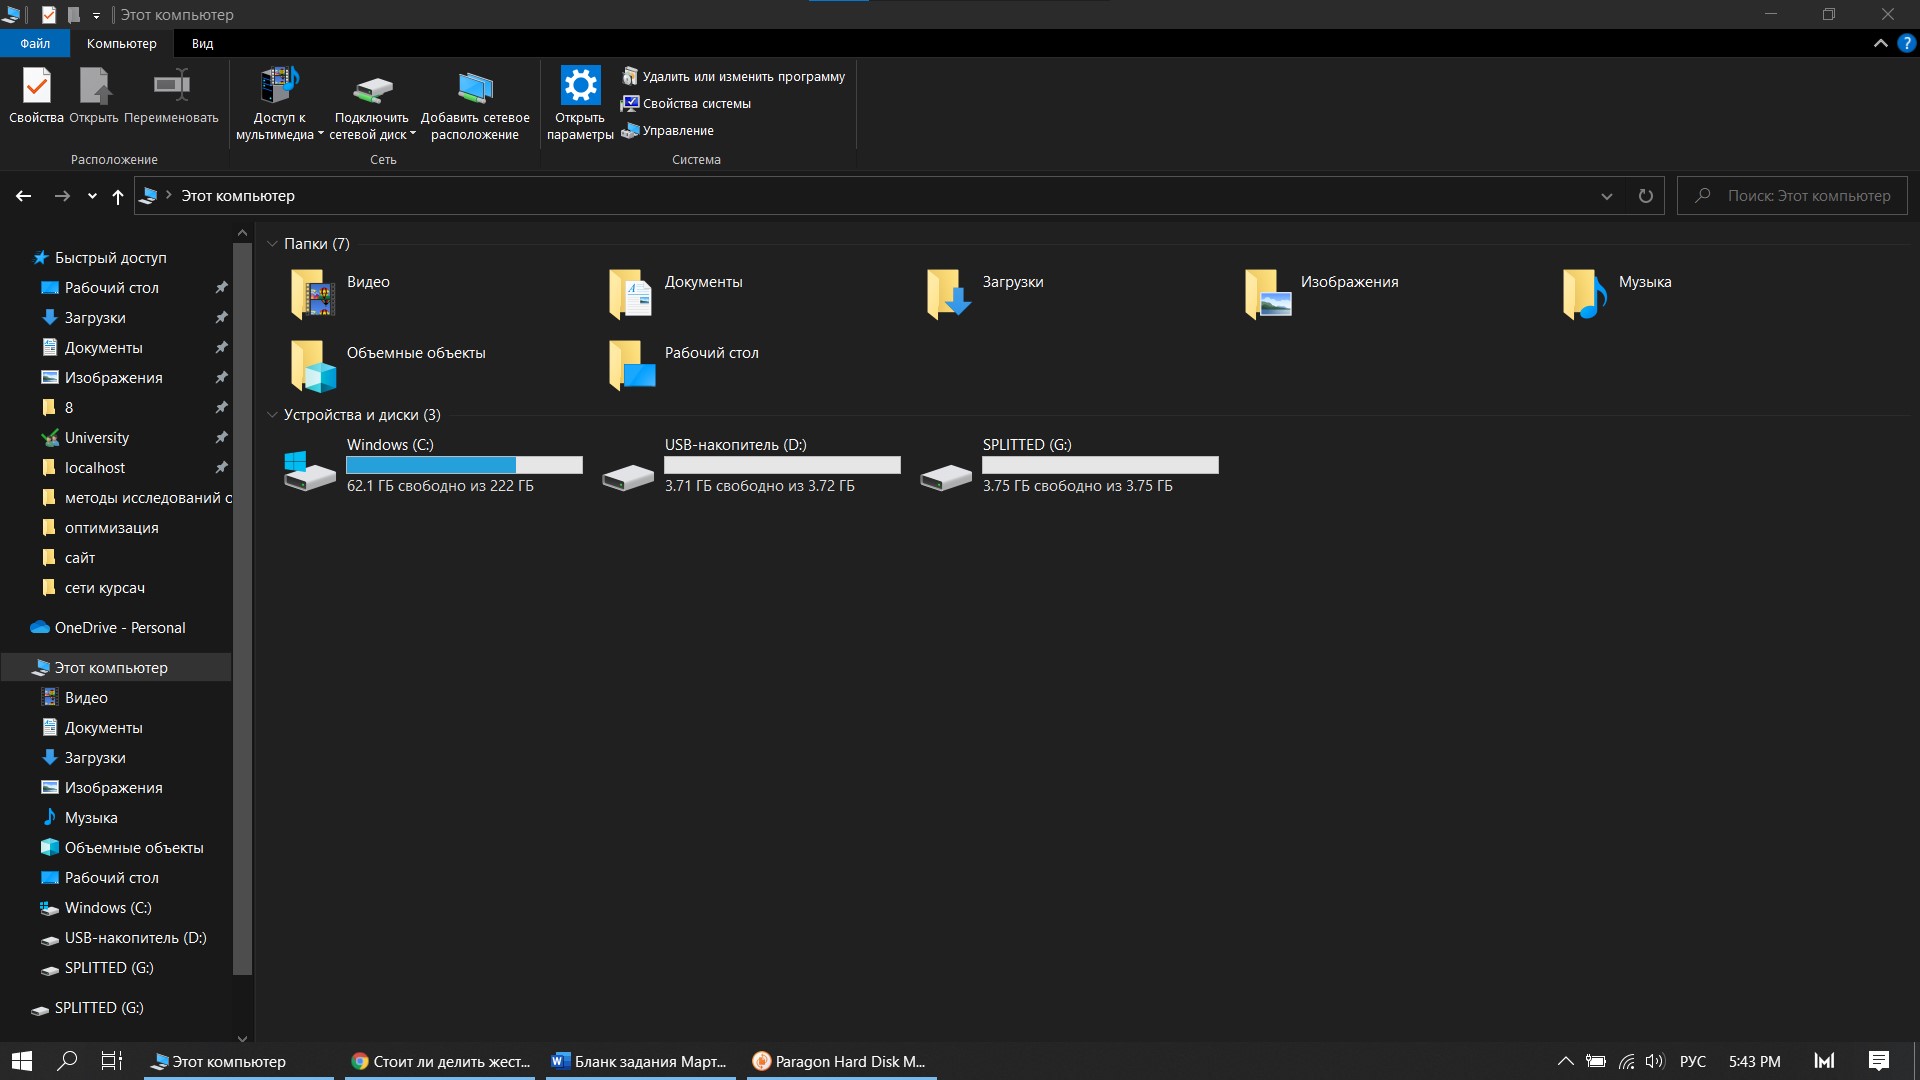 Этот компьютер
Файл
Компьютер
Вид
Свойства
Открыть
Переименовать
Расположение
Доступ к
мультимедиа
Подключить
сетевой диск
Добавить сетевое
расположение
Сеть
Открыть
параметры
Удалить или изменить программу
Свойства системы
Управление
Система
Этот компьютер
Поиск: Этот компьютер
Быстрый доступ
Рабочий стол
Загрузки
Документы
Изображения
8
University
localhost
методы исследований с
оптимизация
сайт
сети курсач
OneDrive - Personal
Этот компьютер
Видео
Документы
Загрузки
Изображения
Музыка
Объемные объекты
Рабочий стол
Windows (C:)
USB-накопитель (D:)
SPLITTED (G:)
SPLITTED (G:)
Папки (7)
Видео
Документы
Загрузки
Изображения
Музыка
Объемные объекты
Рабочий стол
Устройства и диски (3)
Windows (C:)
62.1 ГБ свободно из 222 ГБ
USB-накопитель (D:)
3.71 ГБ свободно из 3.72 ГБ
SPLITTED (G:)
3.75 ГБ свободно из 3.75 ГБ
Этот компьютер
Стоит ли делить жест...
Бланк задания Март...
Paragon Hard Disk M...
РУС
5:43 PM